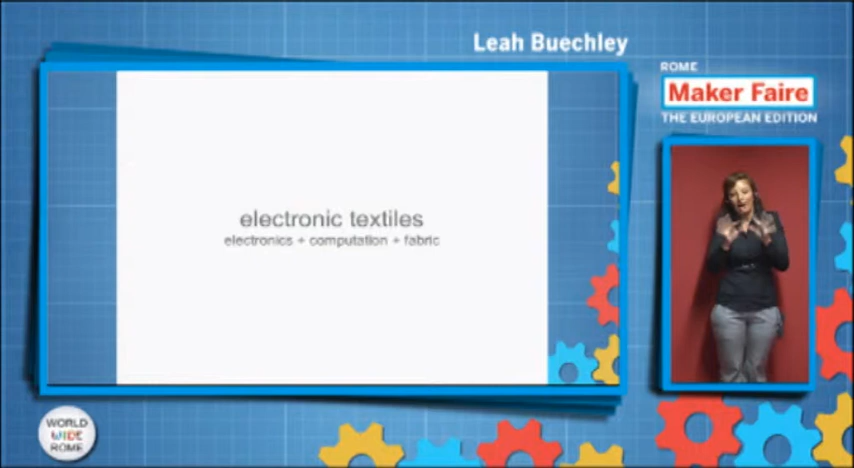 Leah Buechley
ROME
Maker Faire
THE EUROPEAN EDITION
electronic textiles
electronics + computation + fabric
WORLD
WIDE
ROME